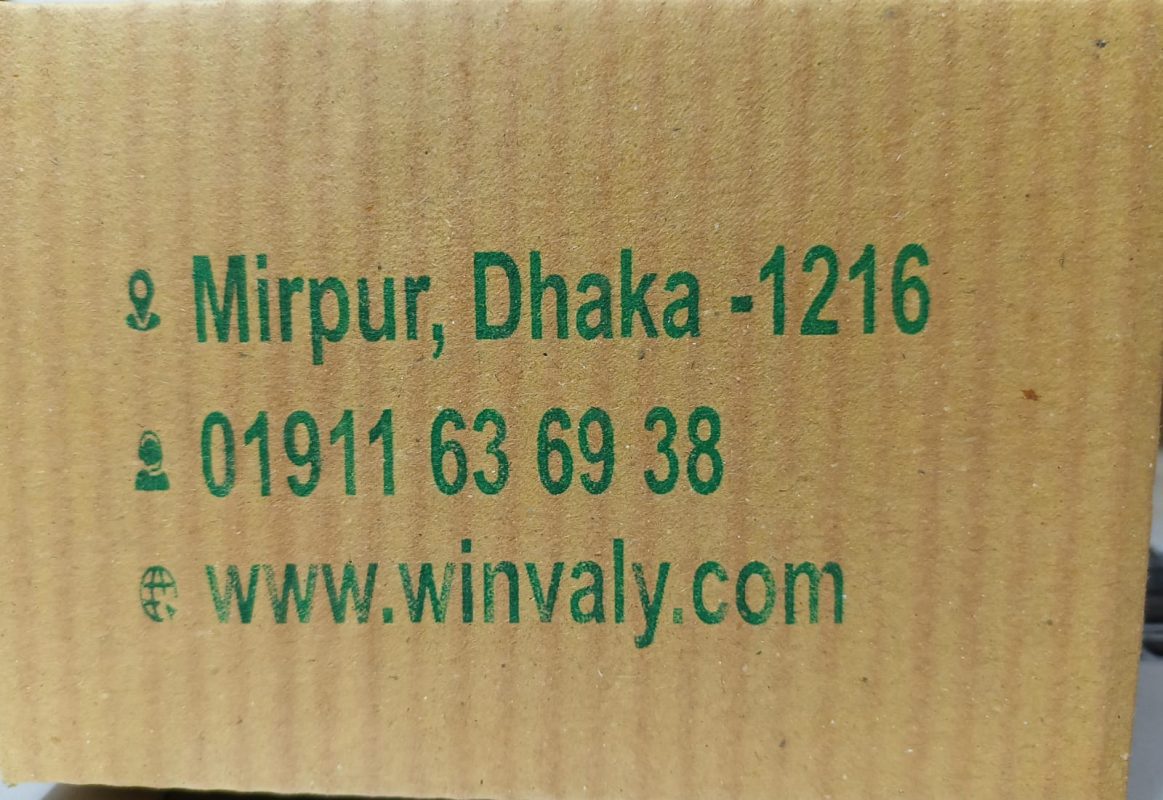 Mirpur, Dhaka -1216
01911 63 69 38
www.winvaly.com